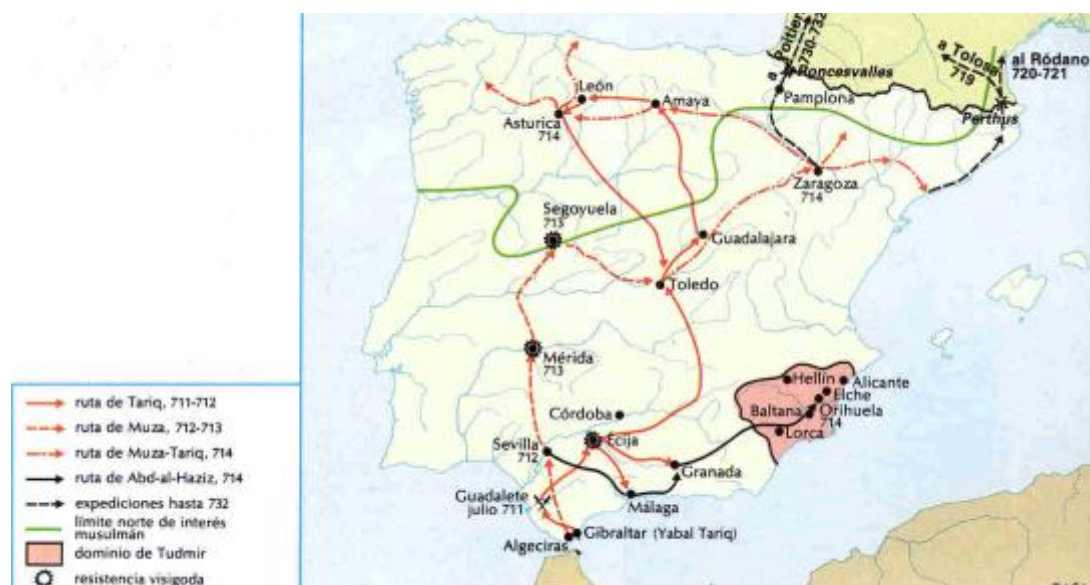 a Poitiers
730-732
Roncesvalles
a Tolosa
719
al Ródano
720-721
Perthus
Pamplona
León
Amaya
Asturica
714
Zaragoza
714
Segoyuela
713
Guadalajara
Toledo
Mérida
713
Hellín
Alicante
Elche
Baltana
Orihuela
714
Lorca
Córdoba
Sevilla
712
Ecija
Granada
Guadalete
julio 711
Málaga
Gibraltar (Yabal Tariq)
Algeciras
ruta de Tariq, 711-712
ruta de Muza, 712-713
ruta de Muza-Tariq, 714
ruta de Abd-al-Haziz, 714
expediciones hasta 732
límite norte de interés
musulmán
dominio de Tudmir
resistencia visigoda